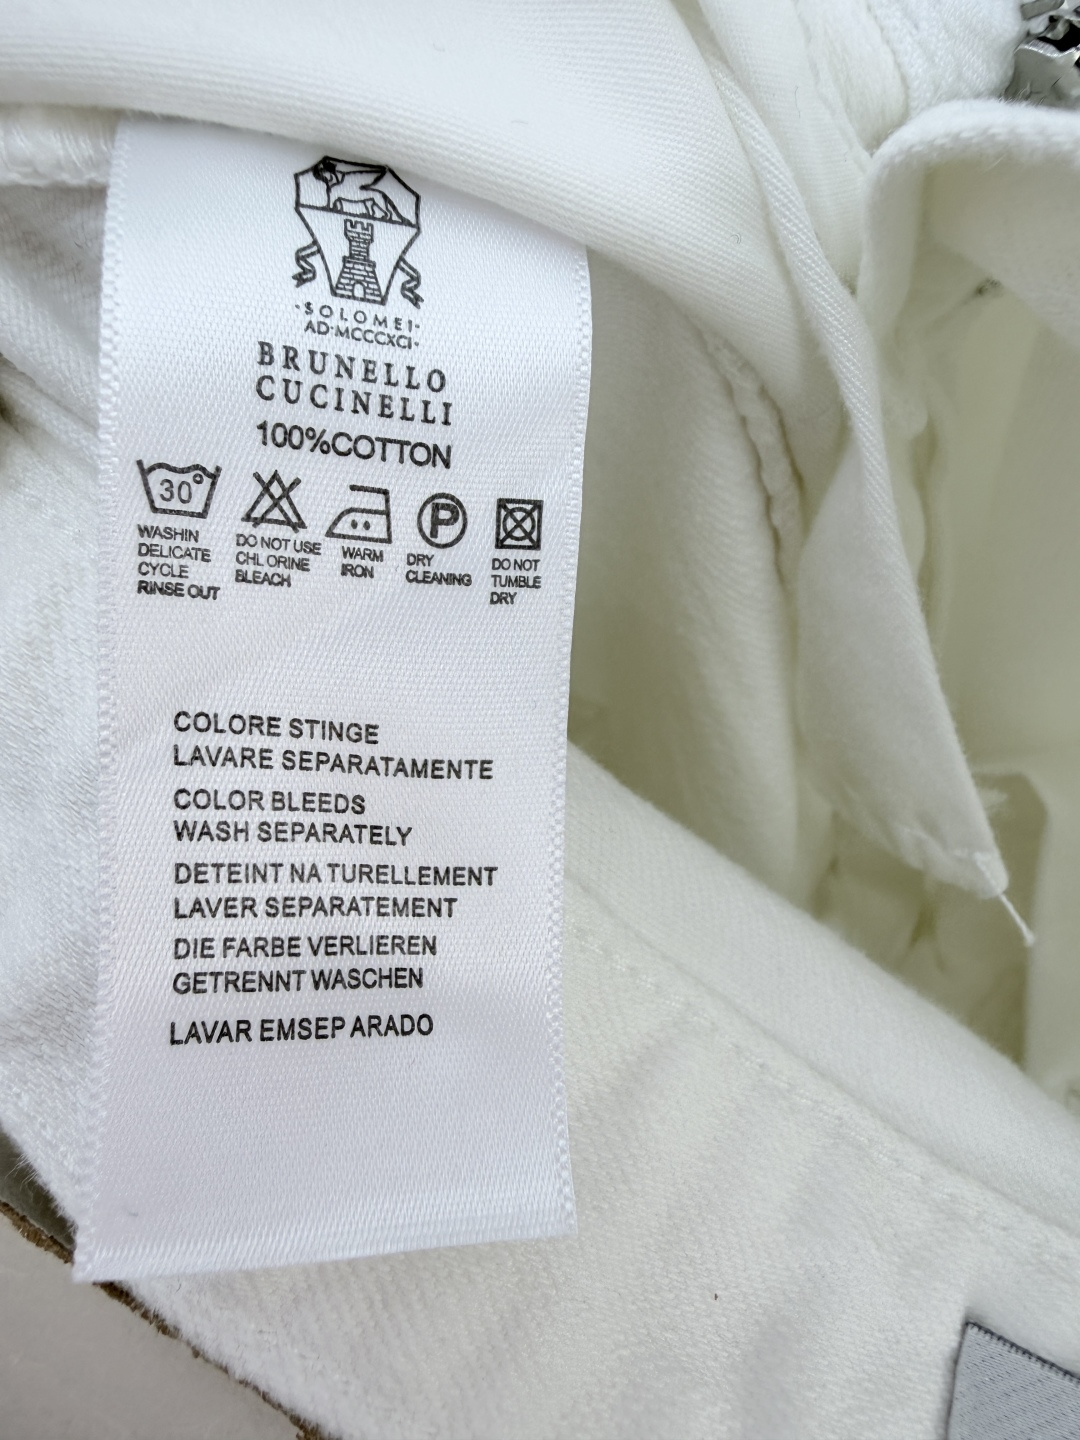 ·SOLOMEI·
AD·MCCCXCI·
BRUNELLO
CUCINELLI
100%COTTON
30°
P
WASHIN
DELICATE
CYCLE
RINSE OUT
DO NOT USE
CHLORINE
BLEACH
WARM
IRON
DRY
CLEANING
DO NOT
TUMBLE
DRY
COLORE STINGE
LAVARE SEPARATAMENTE
COLOR BLEEDS
WASH SEPARATELY
DETEINT NA TURELLEMENT
LAVER SEPARATEMENT
DIE FARBE VERLIEREN
GETRENNT WASCHEN
LAVAR EMSEP ARADO